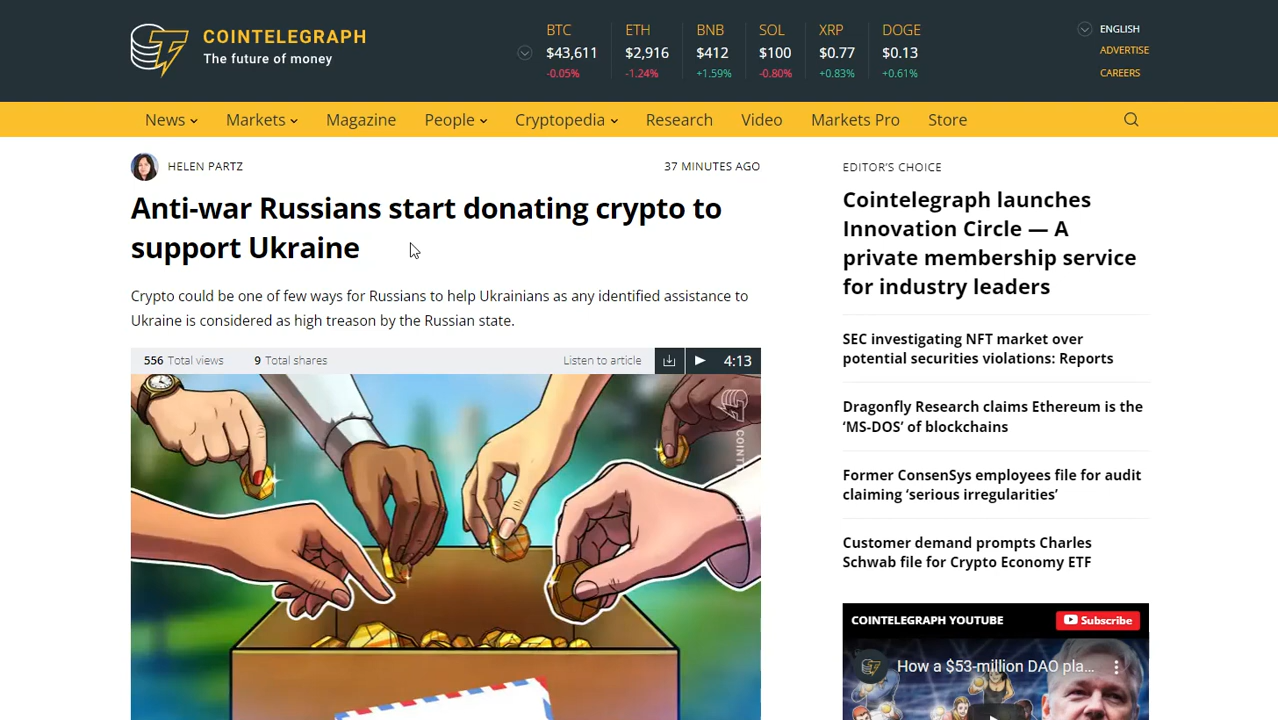 COINTELEGRAPH
The future of money
BTC ETH BNB SOL XRP DOGE
$43,611 $2,916 $412 $100 $0.77 $0.13
-0.05% -1.24% +1.59% -0.80% +0.83% +0.61%
ENGLISH
ADVERTISE
CAREERS
News Markets Magazine People Cryptopedia Research Video Markets Pro Store
HELEN PARTZ 37 MINUTES AGO
Anti-war Russians start donating crypto to
support Ukraine
Crypto could be one of few ways for Russians to help Ukrainians as any identified assistance to
Ukraine is considered as high treason by the Russian state.
556 Total views 9 Total shares Listen to article 4:13
EDITOR'S CHOICE
Cointelegraph launches
Innovation Circle — A
private membership service
for industry leaders
SEC investigating NFT market over
potential securities violations: Reports
Dragonfly Research claims Ethereum is the
‘MS-DOS’ of blockchains
Former ConsenSys employees file for audit
claiming ‘serious irregularities’
Customer demand prompts Charles
Schwab file for Crypto Economy ETF
COINTELEGRAPH YOUTUBE Subscribe
How a $53-million DAO pla...